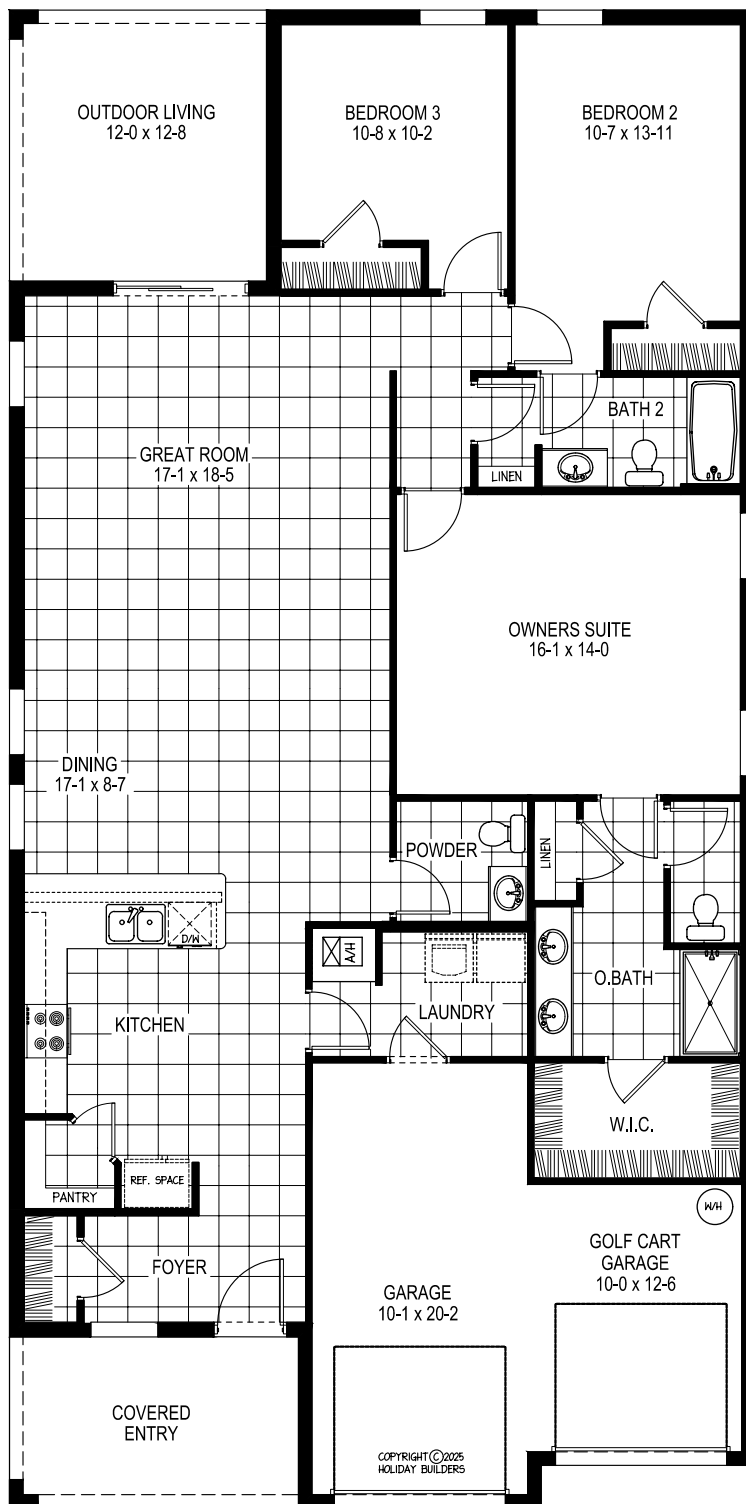 OUTDOOR LIVING
12-0 x 12-8
BEDROOM 3
10-8 x 10-2
BEDROOM 2
10-7 x 13-11
BATH 2
LINEN
GREAT ROOM
17-1 x 18-5
OWNERS SUITE
16-1 x 14-0
DINING
17-1 x 8-7
POWDER
LINEN
D/W
A/H
O.BATH
KITCHEN
LAUNDRY
W.I.C.
PANTRY
REF. SPACE
W/H
FOYER
GOLF CART
GARAGE
10-0 x 12-6
GARAGE
10-1 x 20-2
COVERED
ENTRY
COPYRIGHT©2025
HOLIDAY BUILDERS